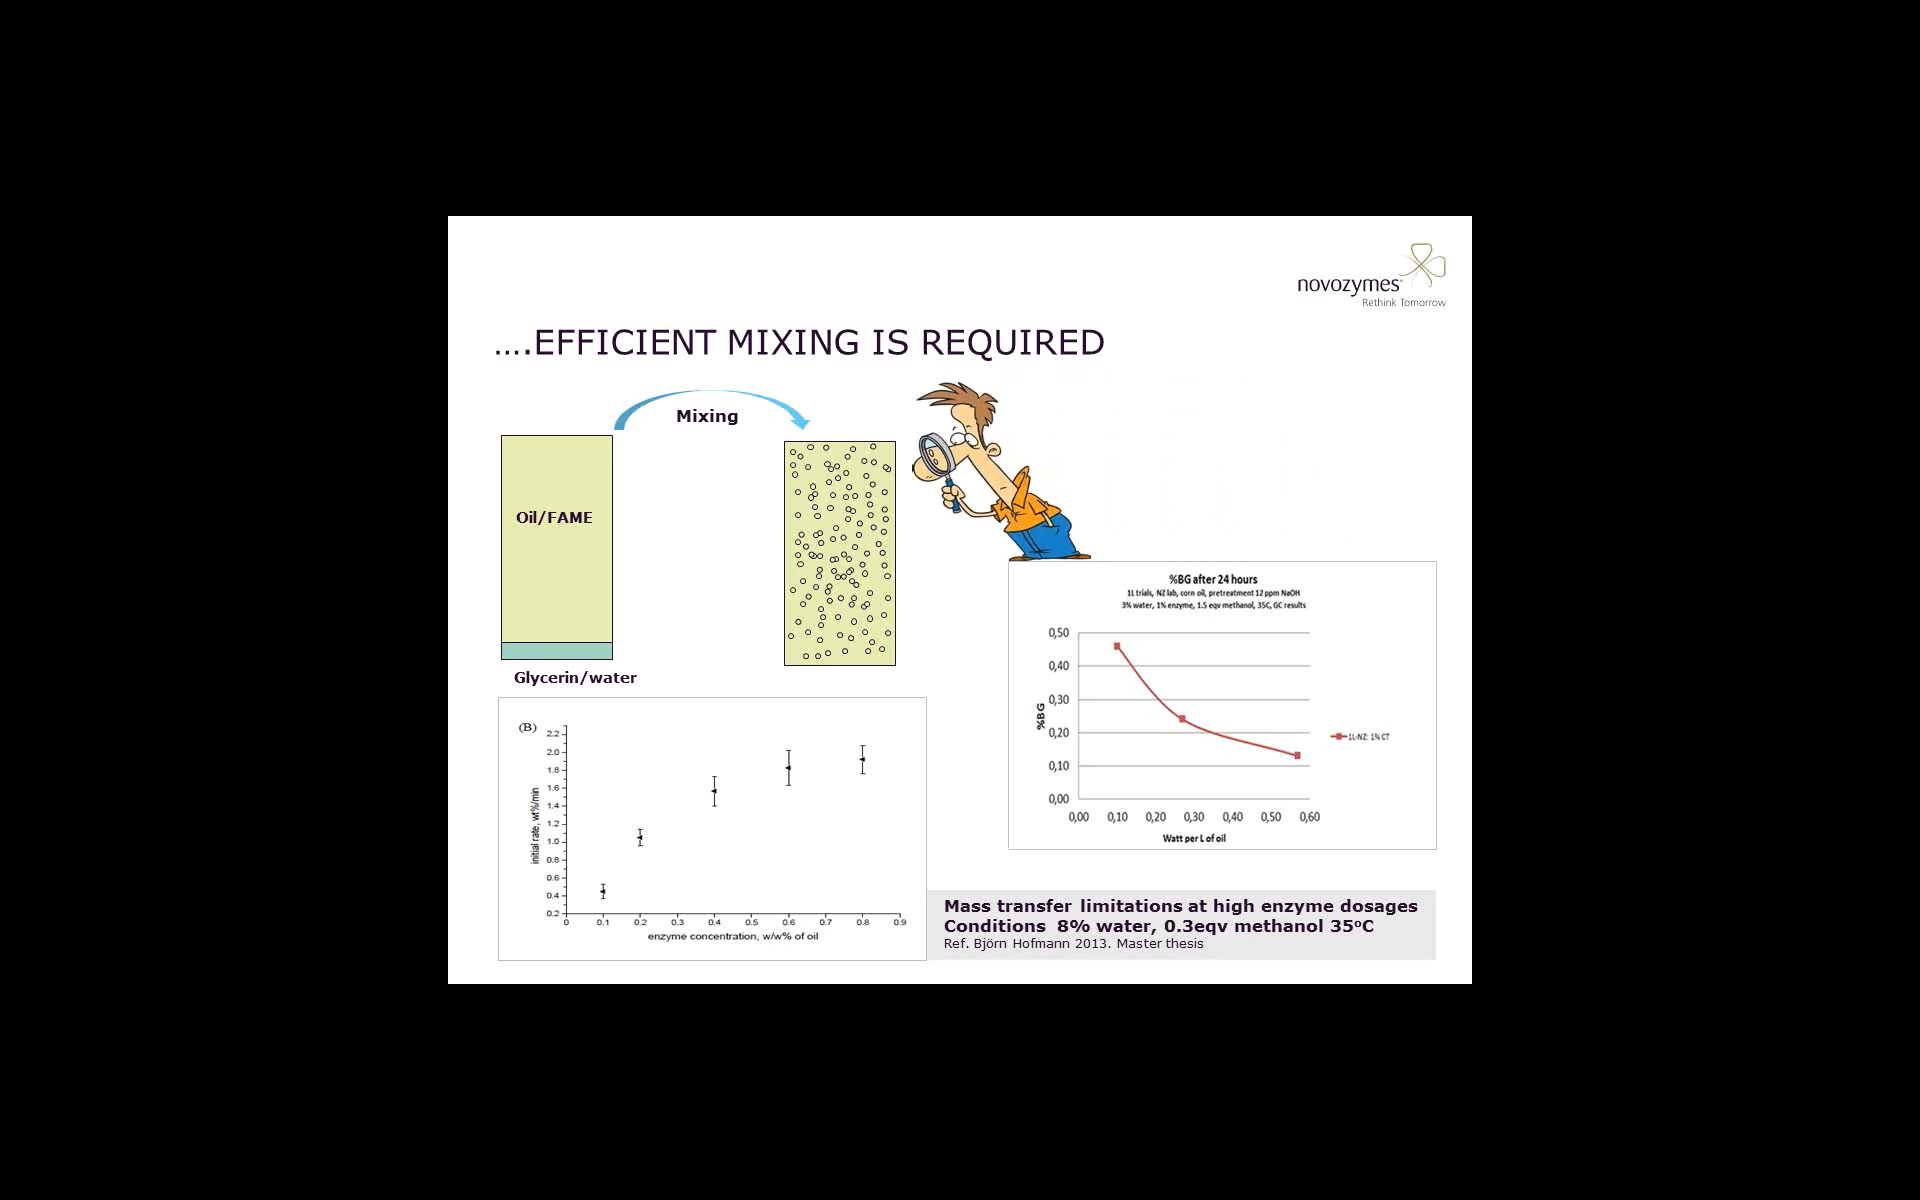 novozymes
Rethink Tomorrow
….EFFICIENT MIXING IS REQUIRED
Mixing
Oil/FAME
Glycerin/water
%BG after 24 hours
1L trials, NZ lab, corn oil, pretreatment 12 ppm NaOH
3% water, 1% enzyme, 1.5 eqv methanol, 35C, GC results
0,50
0,40
0,30
0,20
0,10
0,00
%BG
0,00 0,10 0,20 0,30 0,40 0,50 0,60
Watt per L of oil
1L-NZ: 1% CT
(B)
2.2
2.0
1.8
1.6
1.4
1.2
1.0
0.8
0.6
0.4
0.2
initial rate, wt%/min
0 0.1 0.2 0.3 0.4 0.5 0.6 0.7 0.8 0.9
enzyme concentration, w/w% of oil
Mass transfer limitations at high enzyme dosages
Conditions 8% water, 0.3eqv methanol 35ºC
Ref. Björn Hofmann 2013. Master thesis